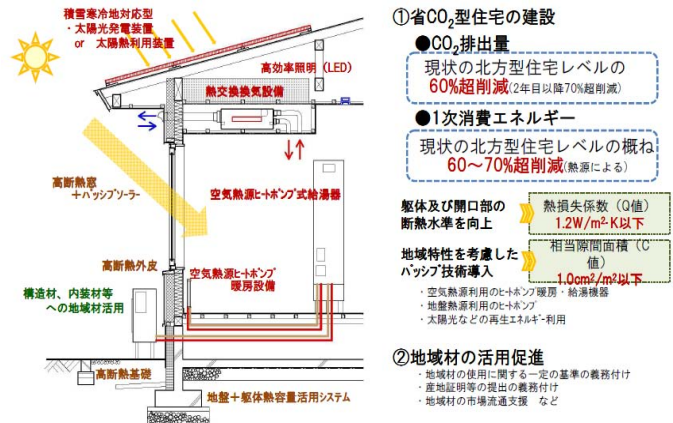 積雪寒冷地対応型
・太陽光発電装置
or 太陽熱利用装置
高効率照明（LED）
熱交換換気設備
高断熱窓
＋パッシブソーラー
空気熱源ヒートポンプ式給湯器
高断熱外皮
空気熱源ヒートポンプ
暖房設備
構造材、内装材等
への地域材活用
高断熱基礎
地盤＋躯体熱容量活用システム
①省CO₂型住宅の建設
●CO₂排出量
現状の北方型住宅レベルの
60%超削減(2年目以降70%超削減)
●1次消費エネルギー
現状の北方型住宅レベルの概ね
60～70%超削減(熱源による)
躯体及び開口部の
断熱水準を向上
熱損失係数（Q値）
1.2W/m²·K以下
地域特性を考慮した
パッシブ技術導入
相当隙間面積（C
値）
1.0cm²/m²以下
・空気熱源利用のヒートポンプ暖房・給湯機器
・地盤熱源利用のヒートポンプ
・太陽光などの再生エネルギー利用
②地域材の活用促進
・地域材の使用に関する一定の基準の義務付け
・産地証明等の提出の義務付け
・地域材の市場流通支援 など